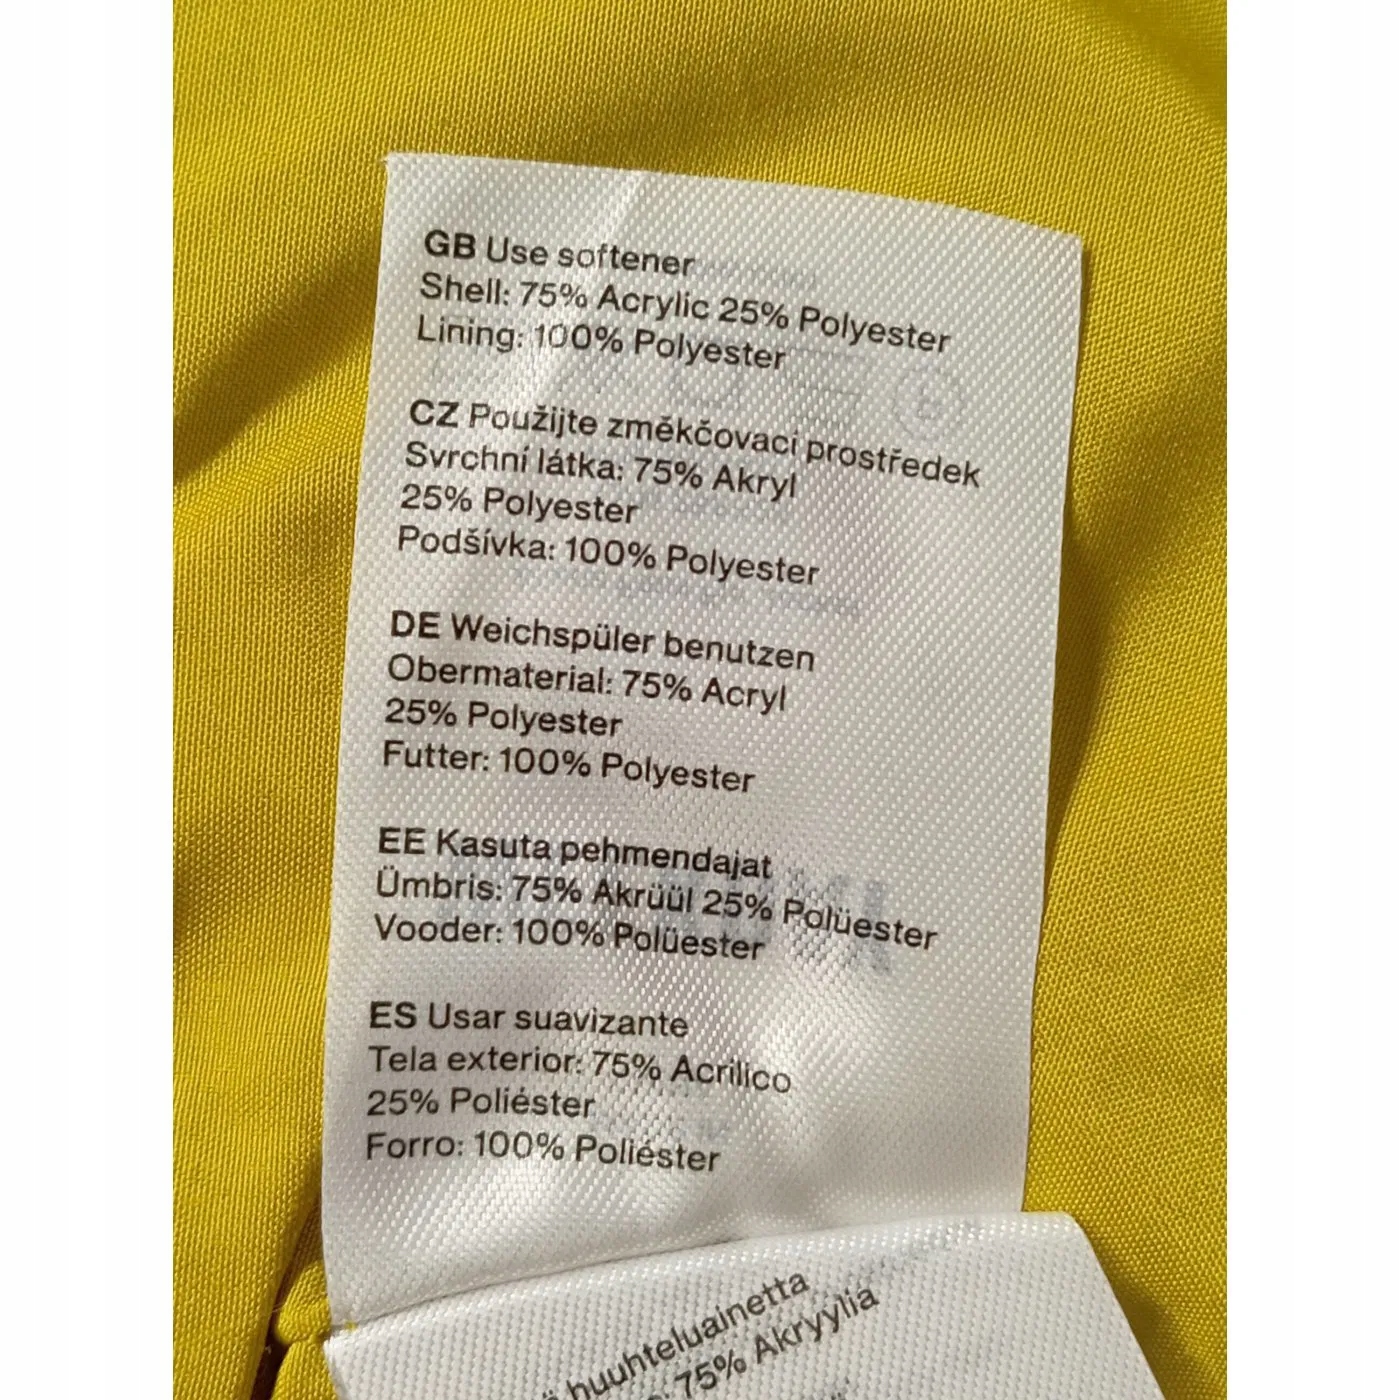 GB Use softener
Shell: 75% Acrylic 25% Polyester
Lining: 100% Polyester
CZ Použijte změkčovací prostředek
Svrchní látka: 75% Akryl
25% Polyester
Podšívka: 100% Polyester
DE Weichspüler benutzen
Obermaterial: 75% Acryl
25% Polyester
Futter: 100% Polyester
EE Kasuta pehmendajat
Ümbris: 75% Akrüül 25% Polüester
Vooder: 100% Polüester
ES Usar suavizante
Tela exterior: 75% Acrílico
25% Poliéster
Forro: 100% Poliéster
huuhteluainetta
75% Akryyliä